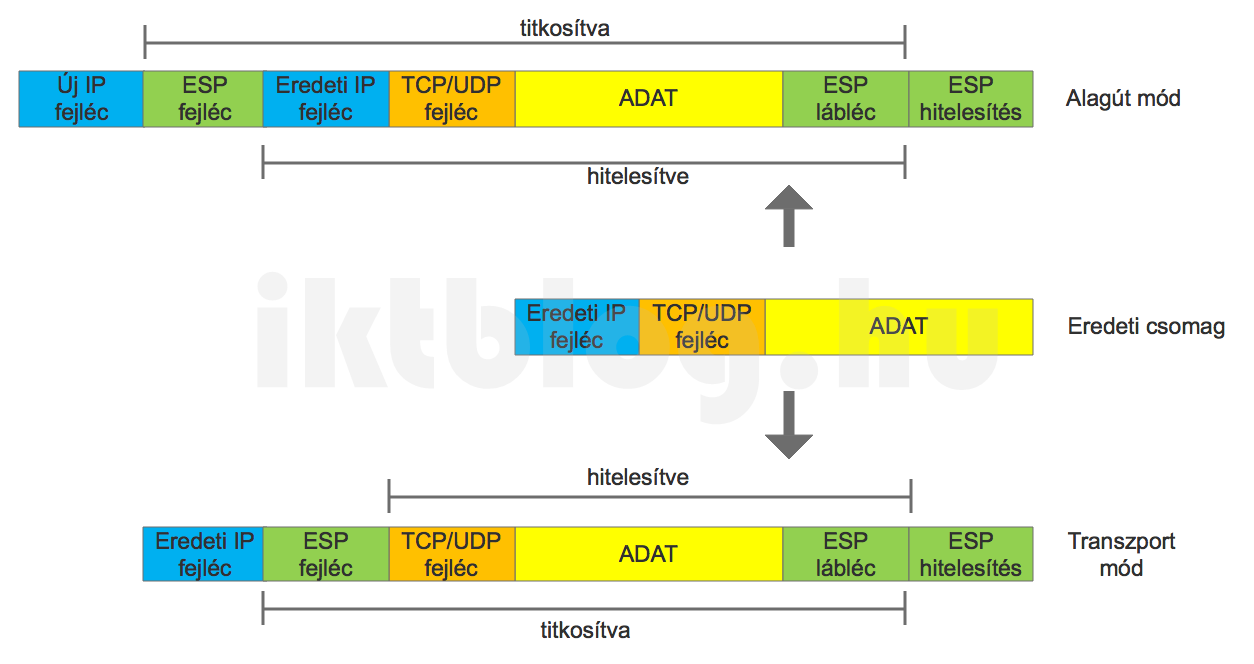 titkosítva
Új IP fejléc
ESP fejléc
Eredeti IP fejléc
TCP/UDP fejléc
ADAT
ESP lábléc
ESP hitelesítés
Alagút mód
hitelesítve
iktblog.hu
Eredeti IP fejléc
TCP/UDP fejléc
ADAT
Eredeti csomag
hitelesítve
Eredeti IP fejléc
ESP fejléc
TCP/UDP fejléc
ADAT
ESP lábléc
ESP hitelesítés
Transzport mód
titkosítva